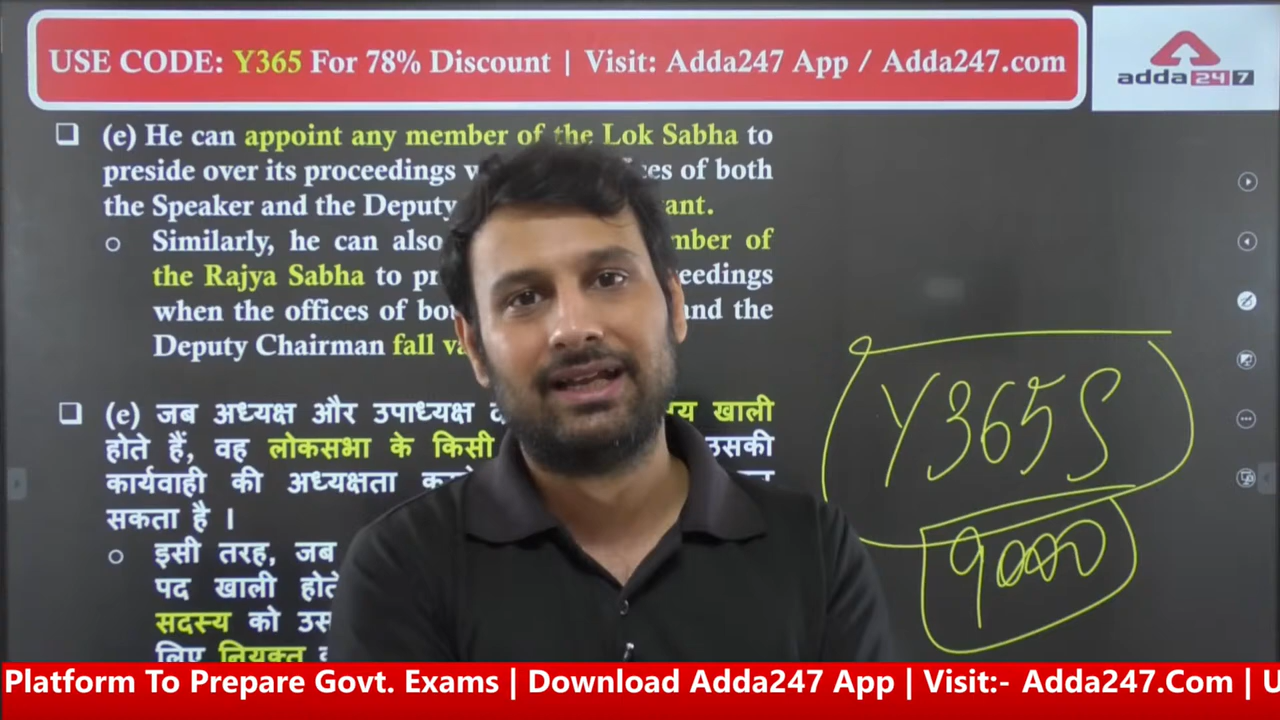 USE CODE: Y365 For 78% Discount | Visit: Adda247 App / Adda247.com
adda247
(e) He can appoint any member of the Lok Sabha to
preside over its proceedings of both
the Speaker and the Deputy
Similarly, he can also of
the Rajya Sabha to
when the offices of and the
Deputy Chairman fall
(e) जब अध्यक्ष और उपाध्यक्ष खाली
होते हैं, वह लोकसभा के किसी उसकी
कार्यवाही की अध्यक्षता
सकता है ।
इसी तरह, जब
पद खाली
सदस्य को
लिए नियुक्त
Y365S
9000
Platform To Prepare Govt. Exams | Download Adda247 App | Visit:- Adda247.Com | U